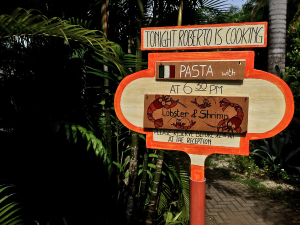 TONIGHT ROBERTO IS COOKING
PASTA with
AT 6 30 PM
Lobster & Shrimp
AT THE RECEPTION